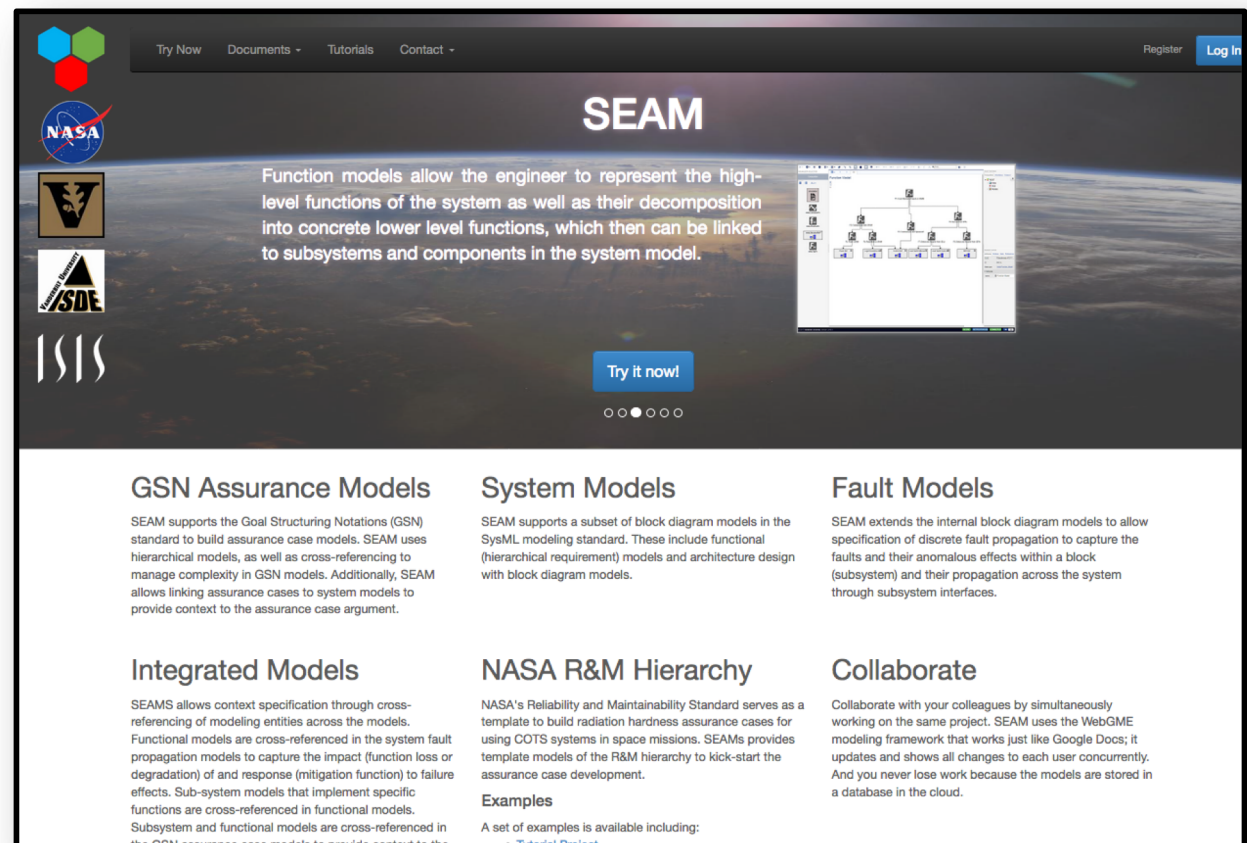 Try Now Documents Tutorials Contact Register Log In
NASA
V
VANDERBILT UNIVERSITY
ISDE
ISIS
SEAM
Function models allow the engineer to represent the high-
level functions of the system as well as their decomposition
into concrete lower level functions, which then can be linked
to subsystems and components in the system model.
Try it now!
GSN Assurance Models
SEAM supports the Goal Structuring Notations (GSN)
standard to build assurance case models. SEAM uses
hierarchical models, as well as cross-referencing to
manage complexity in GSN models. Additionally, SEAM
allows linking assurance cases to system models to
provide context to the assurance case argument.
System Models
SEAM supports a subset of block diagram models in the
SysML modeling standard. These include functional
(hierarchical requirement) models and architecture design
with block diagram models.
Fault Models
SEAM extends the internal block diagram models to allow
specification of discrete fault propagation to capture the
faults and their anomalous effects within a block
(subsystem) and their propagation across the system
through subsystem interfaces.
Integrated Models
SEAMS allows context specification through cross-
referencing of modeling entities across the models.
Functional models are cross-referenced in the system fault
propagation models to capture the impact (function loss or
degradation) of and response (mitigation function) to failure
effects. Sub-system models that implement specific
functions are cross-referenced in functional models.
Subsystem and functional models are cross-referenced in
the GSN assurance case models to provide context to the
NASA R&M Hierarchy
NASA's Reliability and Maintainability Standard serves as a
template to build radiation hardness assurance cases for
using COTS systems in space missions. SEAMs provides
template models of the R&M hierarchy to kick-start the
assurance case development.
Examples
A set of examples is available including:
Tutorial Project
Collaborate
Collaborate with your colleagues by simultaneously
working on the same project. SEAM uses the WebGME
modeling framework that works just like Google Docs; it
updates and shows all changes to each user concurrently.
And you never lose work because the models are stored in
a database in the cloud.